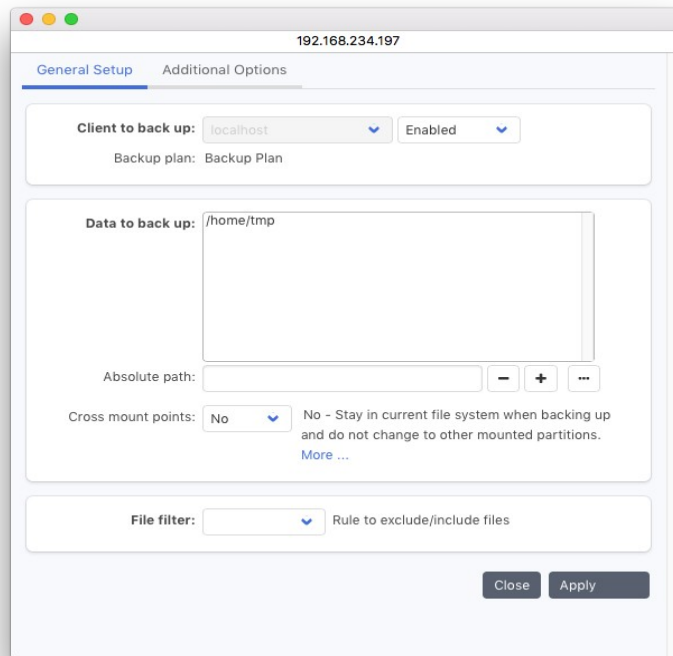 192.168.234.197
General Setup Additional Options
Client to back up: localhost Enabled
Backup plan: Backup Plan
Data to back up: /home/tmp
Absolute path: − + ...
Cross mount points: No No - Stay in current file system when backing up
and do not change to other mounted partitions.
More ...
File filter: Rule to exclude/include files
Close Apply